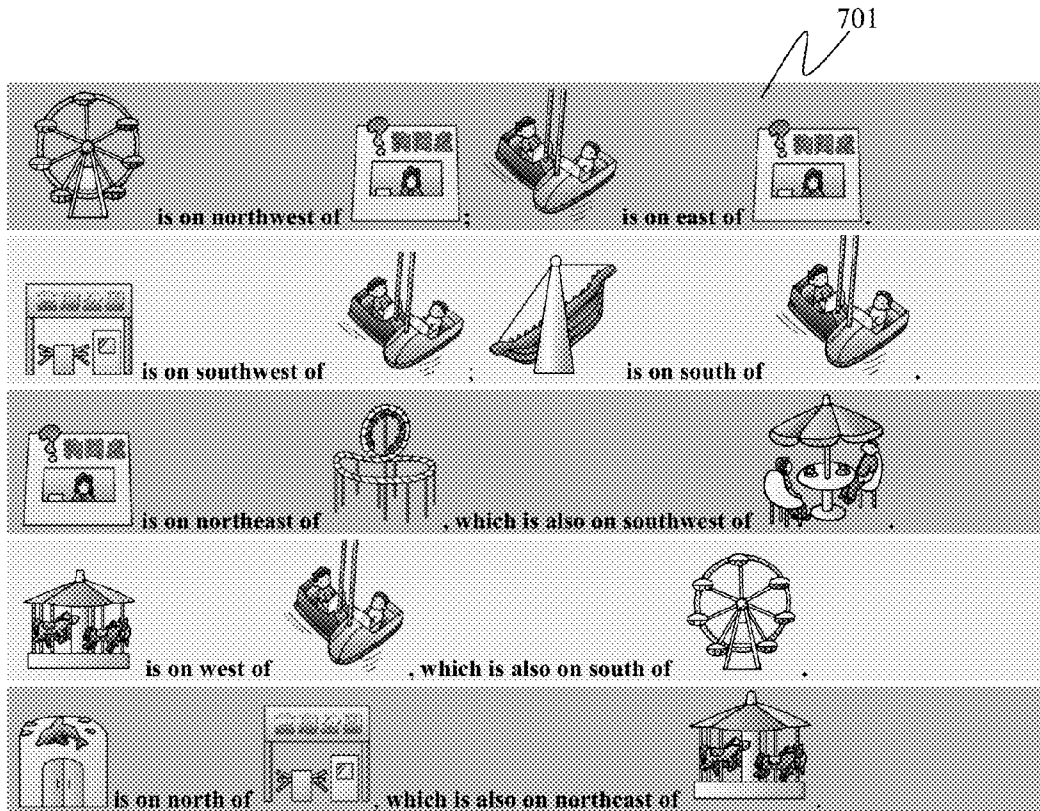 701
is on northwest of ; is on east of .
is on southwest of ; is on south of .
is on northeast of , which is also on southwest of .
is on west of , which is also on south of .
is on north of , which is also on northeast of